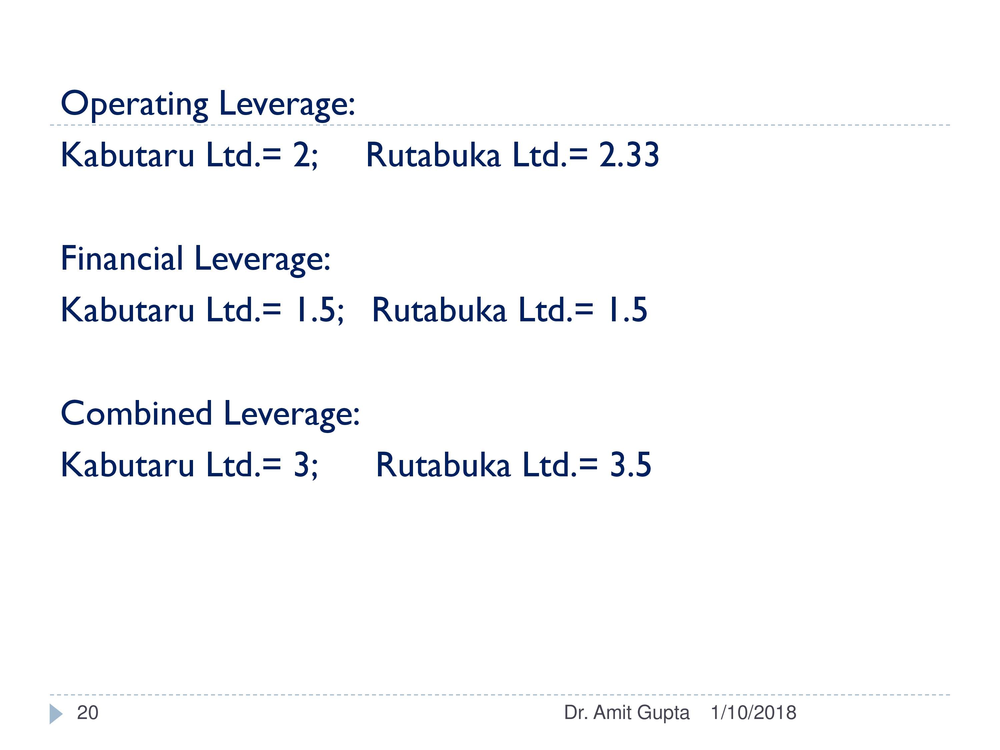 Operating Leverage:
Kabutaru Ltd.= 2; Rutabuka Ltd.= 2.33
Financial Leverage:
Kabutaru Ltd.= 1.5; Rutabuka Ltd.= 1.5
Combined Leverage:
Kabutaru Ltd.= 3; Rutabuka Ltd.= 3.5
20 Dr. Amit Gupta 1/10/2018